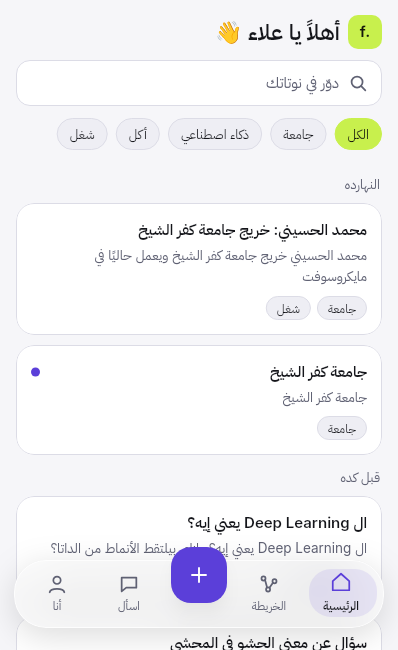 f.
أهلاً يا علاء 👋
دوّر في نوتاتك
الكل
جامعة
ذكاء اصطناعي
أكل
شغل
النهارده
محمد الحسيني: خريج جامعة كفر الشيخ
محمد الحسيني خريج جامعة كفر الشيخ ويعمل حاليًا في
مايكروسوفت
جامعة
شغل
جامعة كفر الشيخ
جامعة كفر الشيخ
جامعة
قبل كده
ال Deep Learning يعني إيه؟
ال Deep Learning يعني إيه؟ بيلتقط الأنماط من الداتا؟
الرئيسية
الخريطة
+
اسأل
أنا
سؤال عن معنى الحشو في المحشي